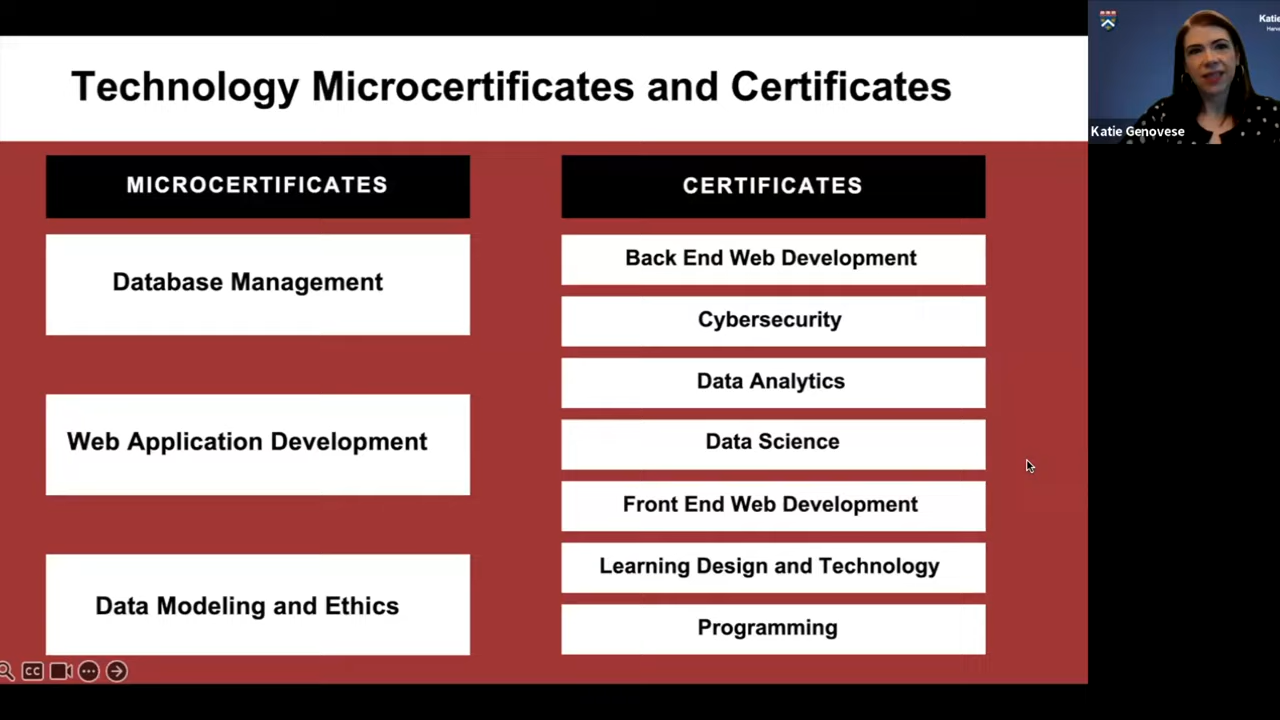 Technology Microcertificates and Certificates
MICROCERTIFICATES
Database Management
Web Application Development
Data Modeling and Ethics
CERTIFICATES
Back End Web Development
Cybersecurity
Data Analytics
Data Science
Front End Web Development
Learning Design and Technology
Programming
CC
Katie
Katie Genovese